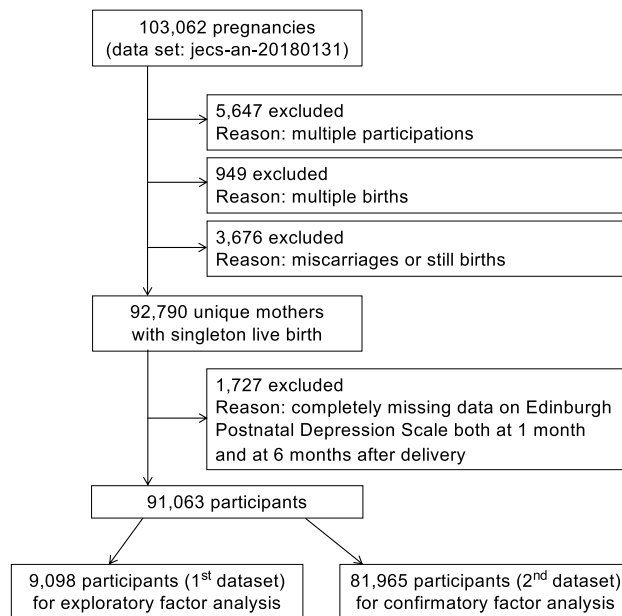 103,062 pregnancies
(data set: jecs-an-20180131)
5,647 excluded
Reason: multiple participations
949 excluded
Reason: multiple births
3,676 excluded
Reason: miscarriages or still births
92,790 unique mothers
with singleton live birth
1,727 excluded
Reason: completely missing data on Edinburgh
Postnatal Depression Scale both at 1 month
and at 6 months after delivery
91,063 participants
9,098 participants (1st dataset)
for exploratory factor analysis
81,965 participants (2nd dataset)
for confirmatory factor analysis